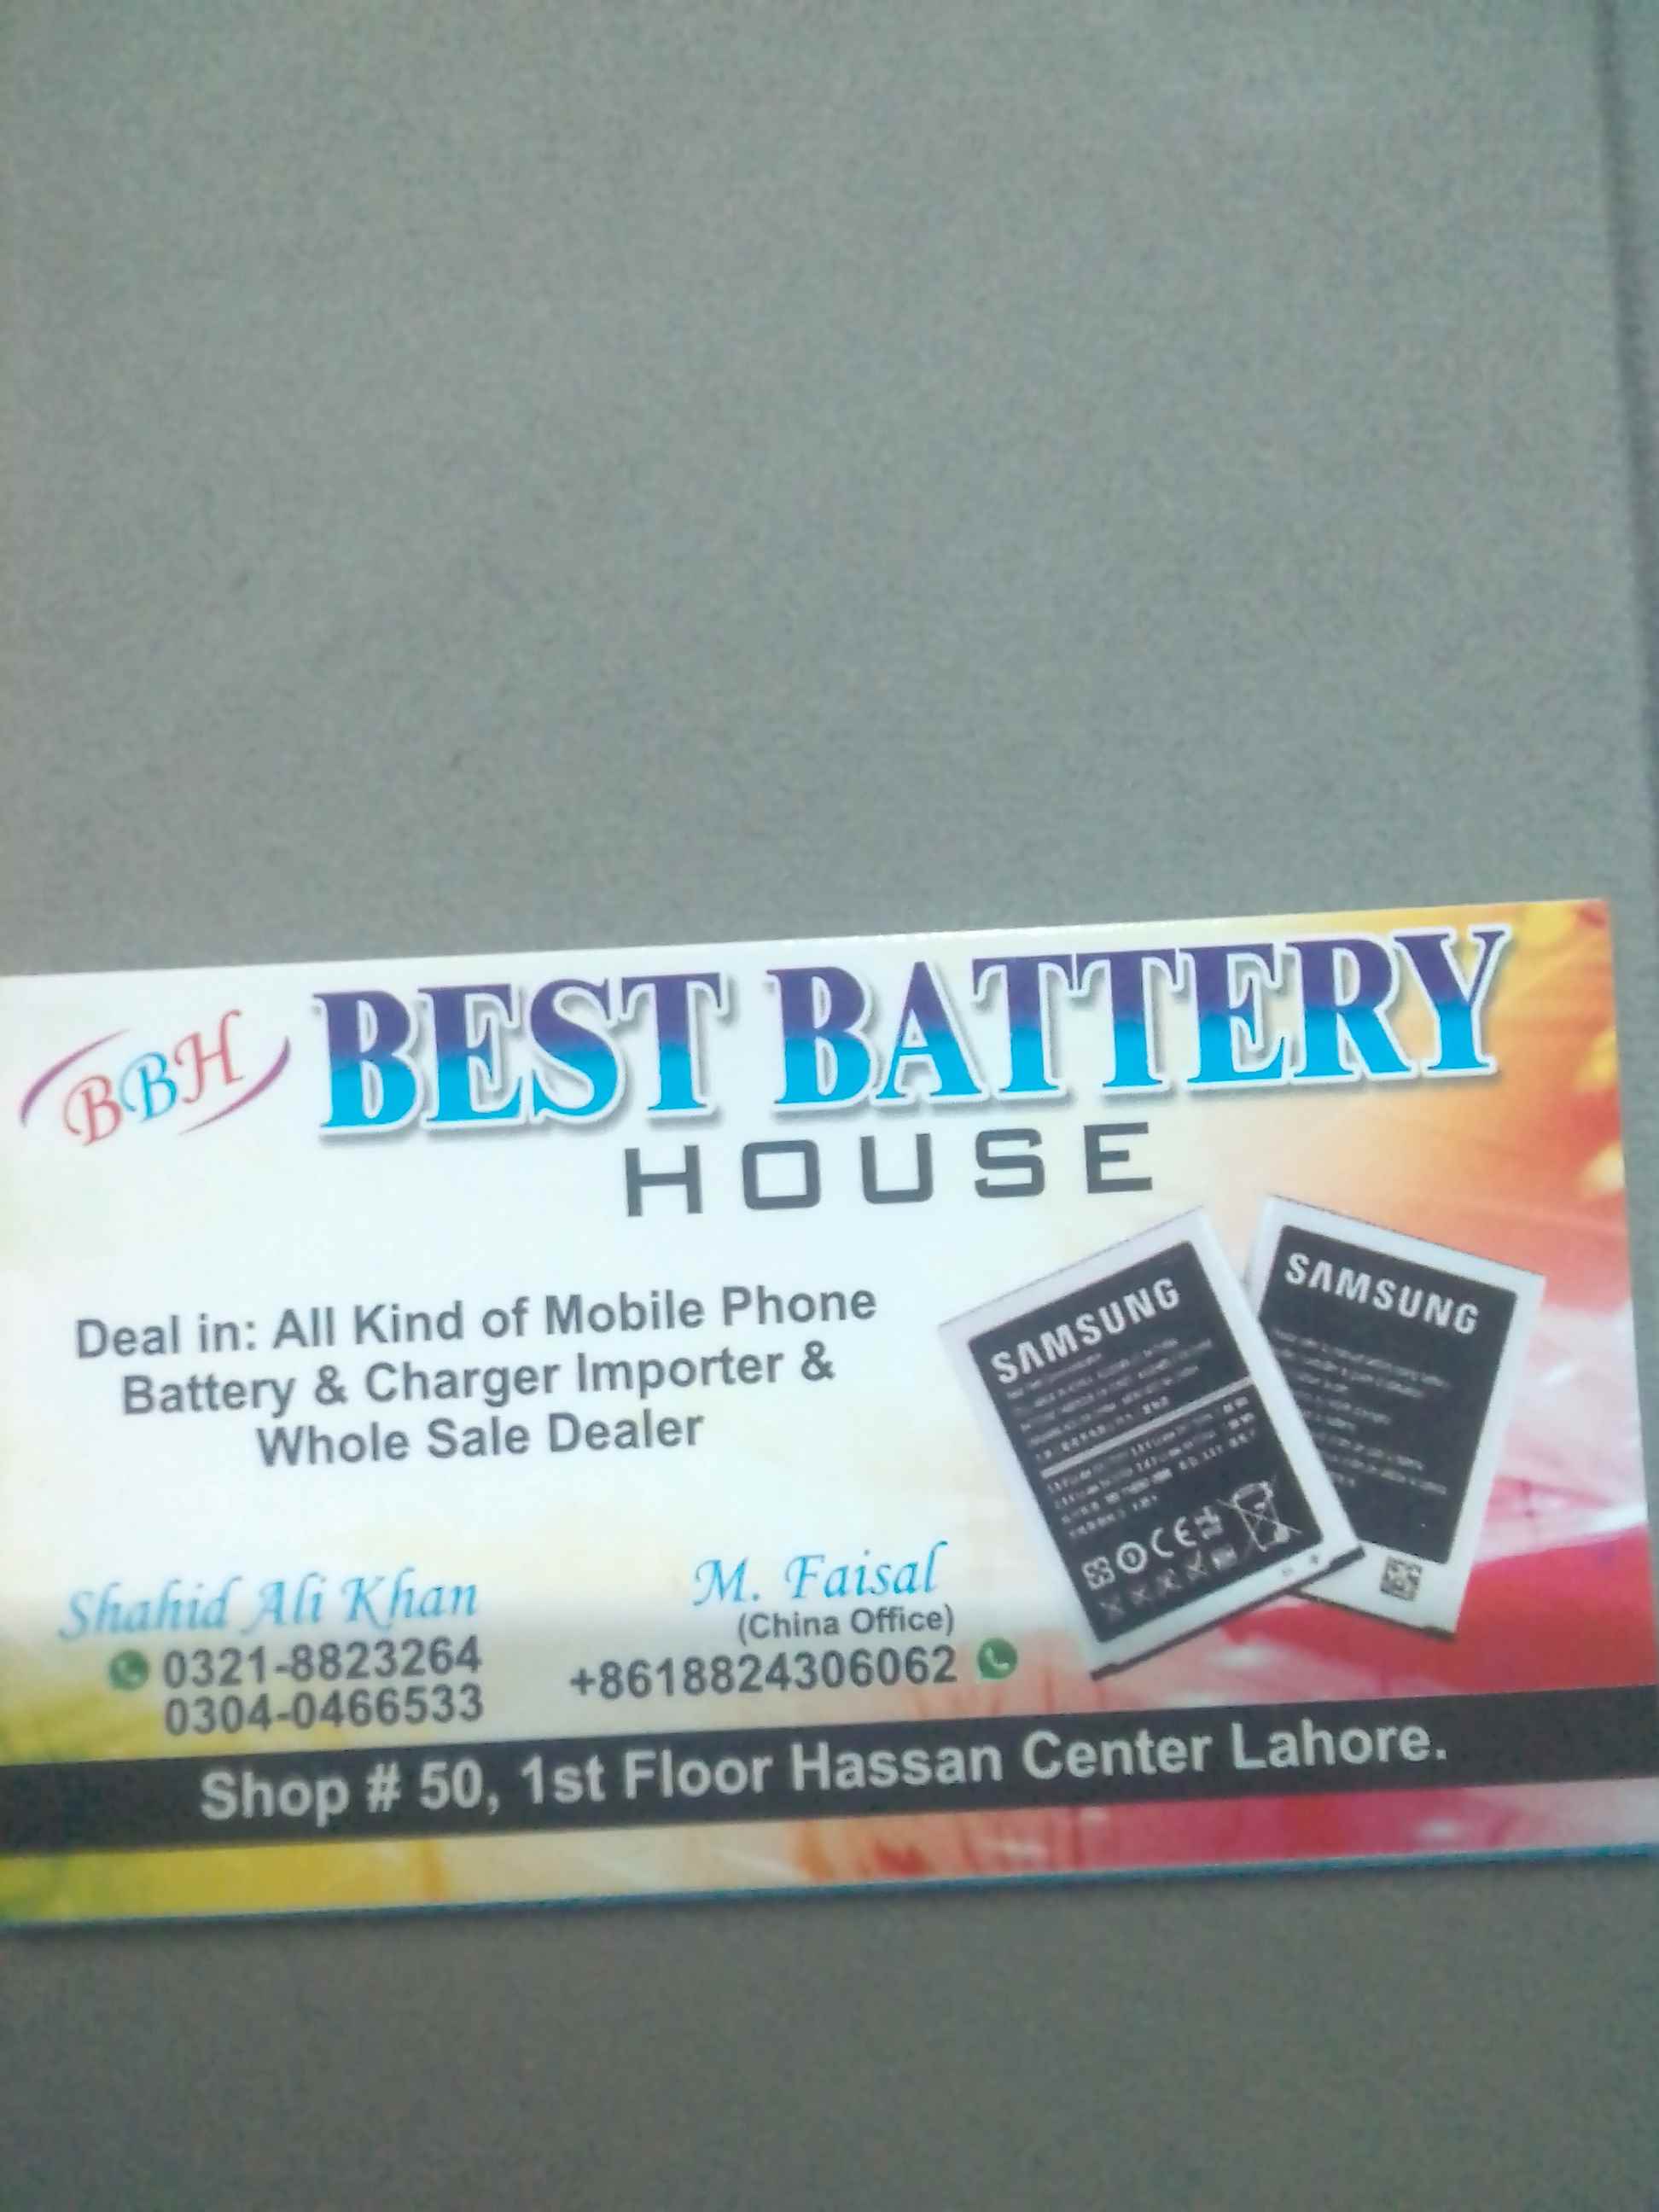 BBH BEST BATTERY
HOUSE
Deal in: All Kind of Mobile Phone
Battery & Charger Importer &
Whole Sale Dealer
SAMSUNG
SAMSUNG
Shahid Ali Khan
0321-8823264
0304-0466533
M. Faisal
(China Office)
+8618824306062
Shop # 50, 1st Floor Hassan Center Lahore.